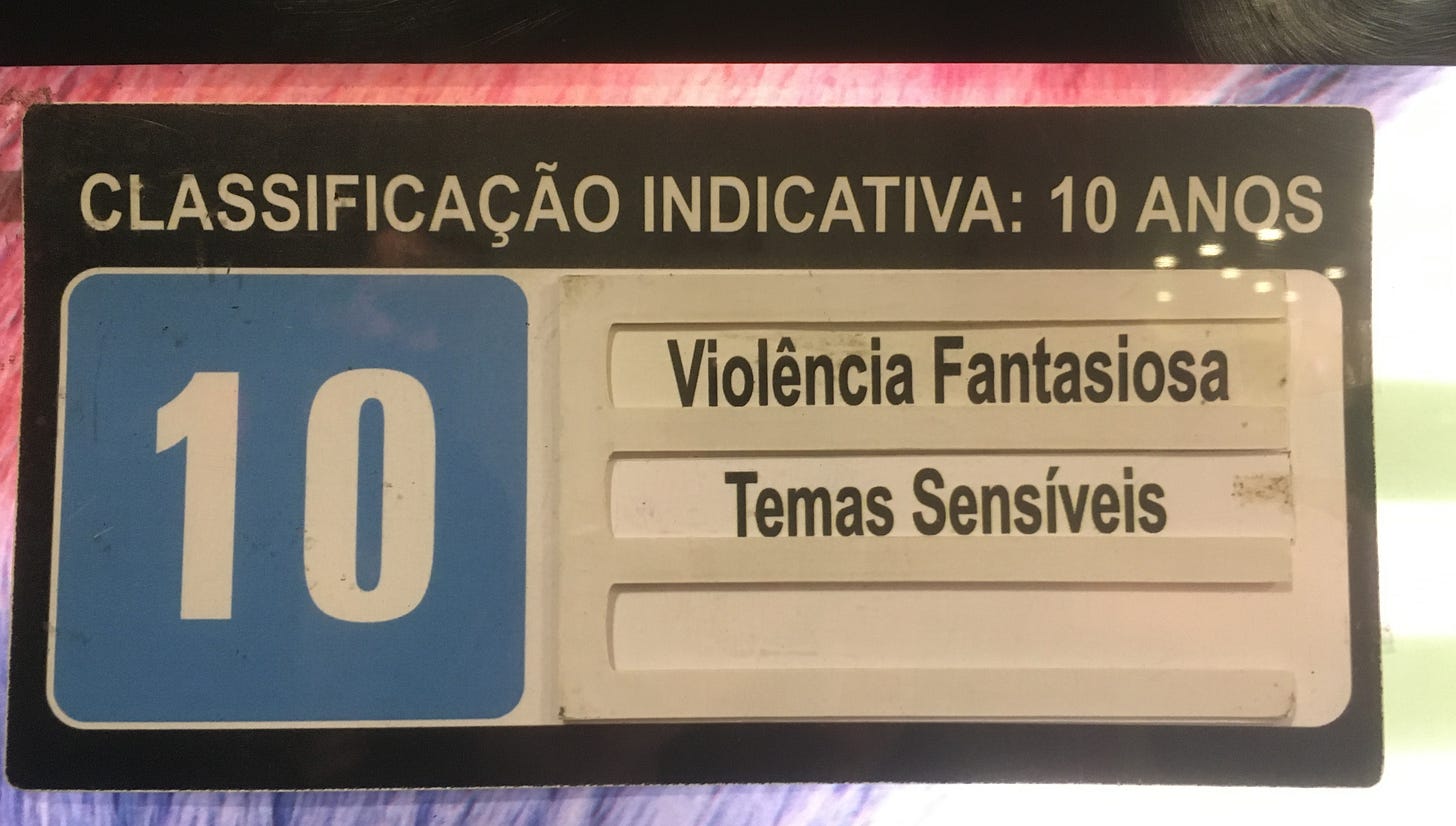 CLASSIFICAÇÃO INDICATIVA: 10 ANOS
10
Violência Fantasiosa
Temas Sensíveis